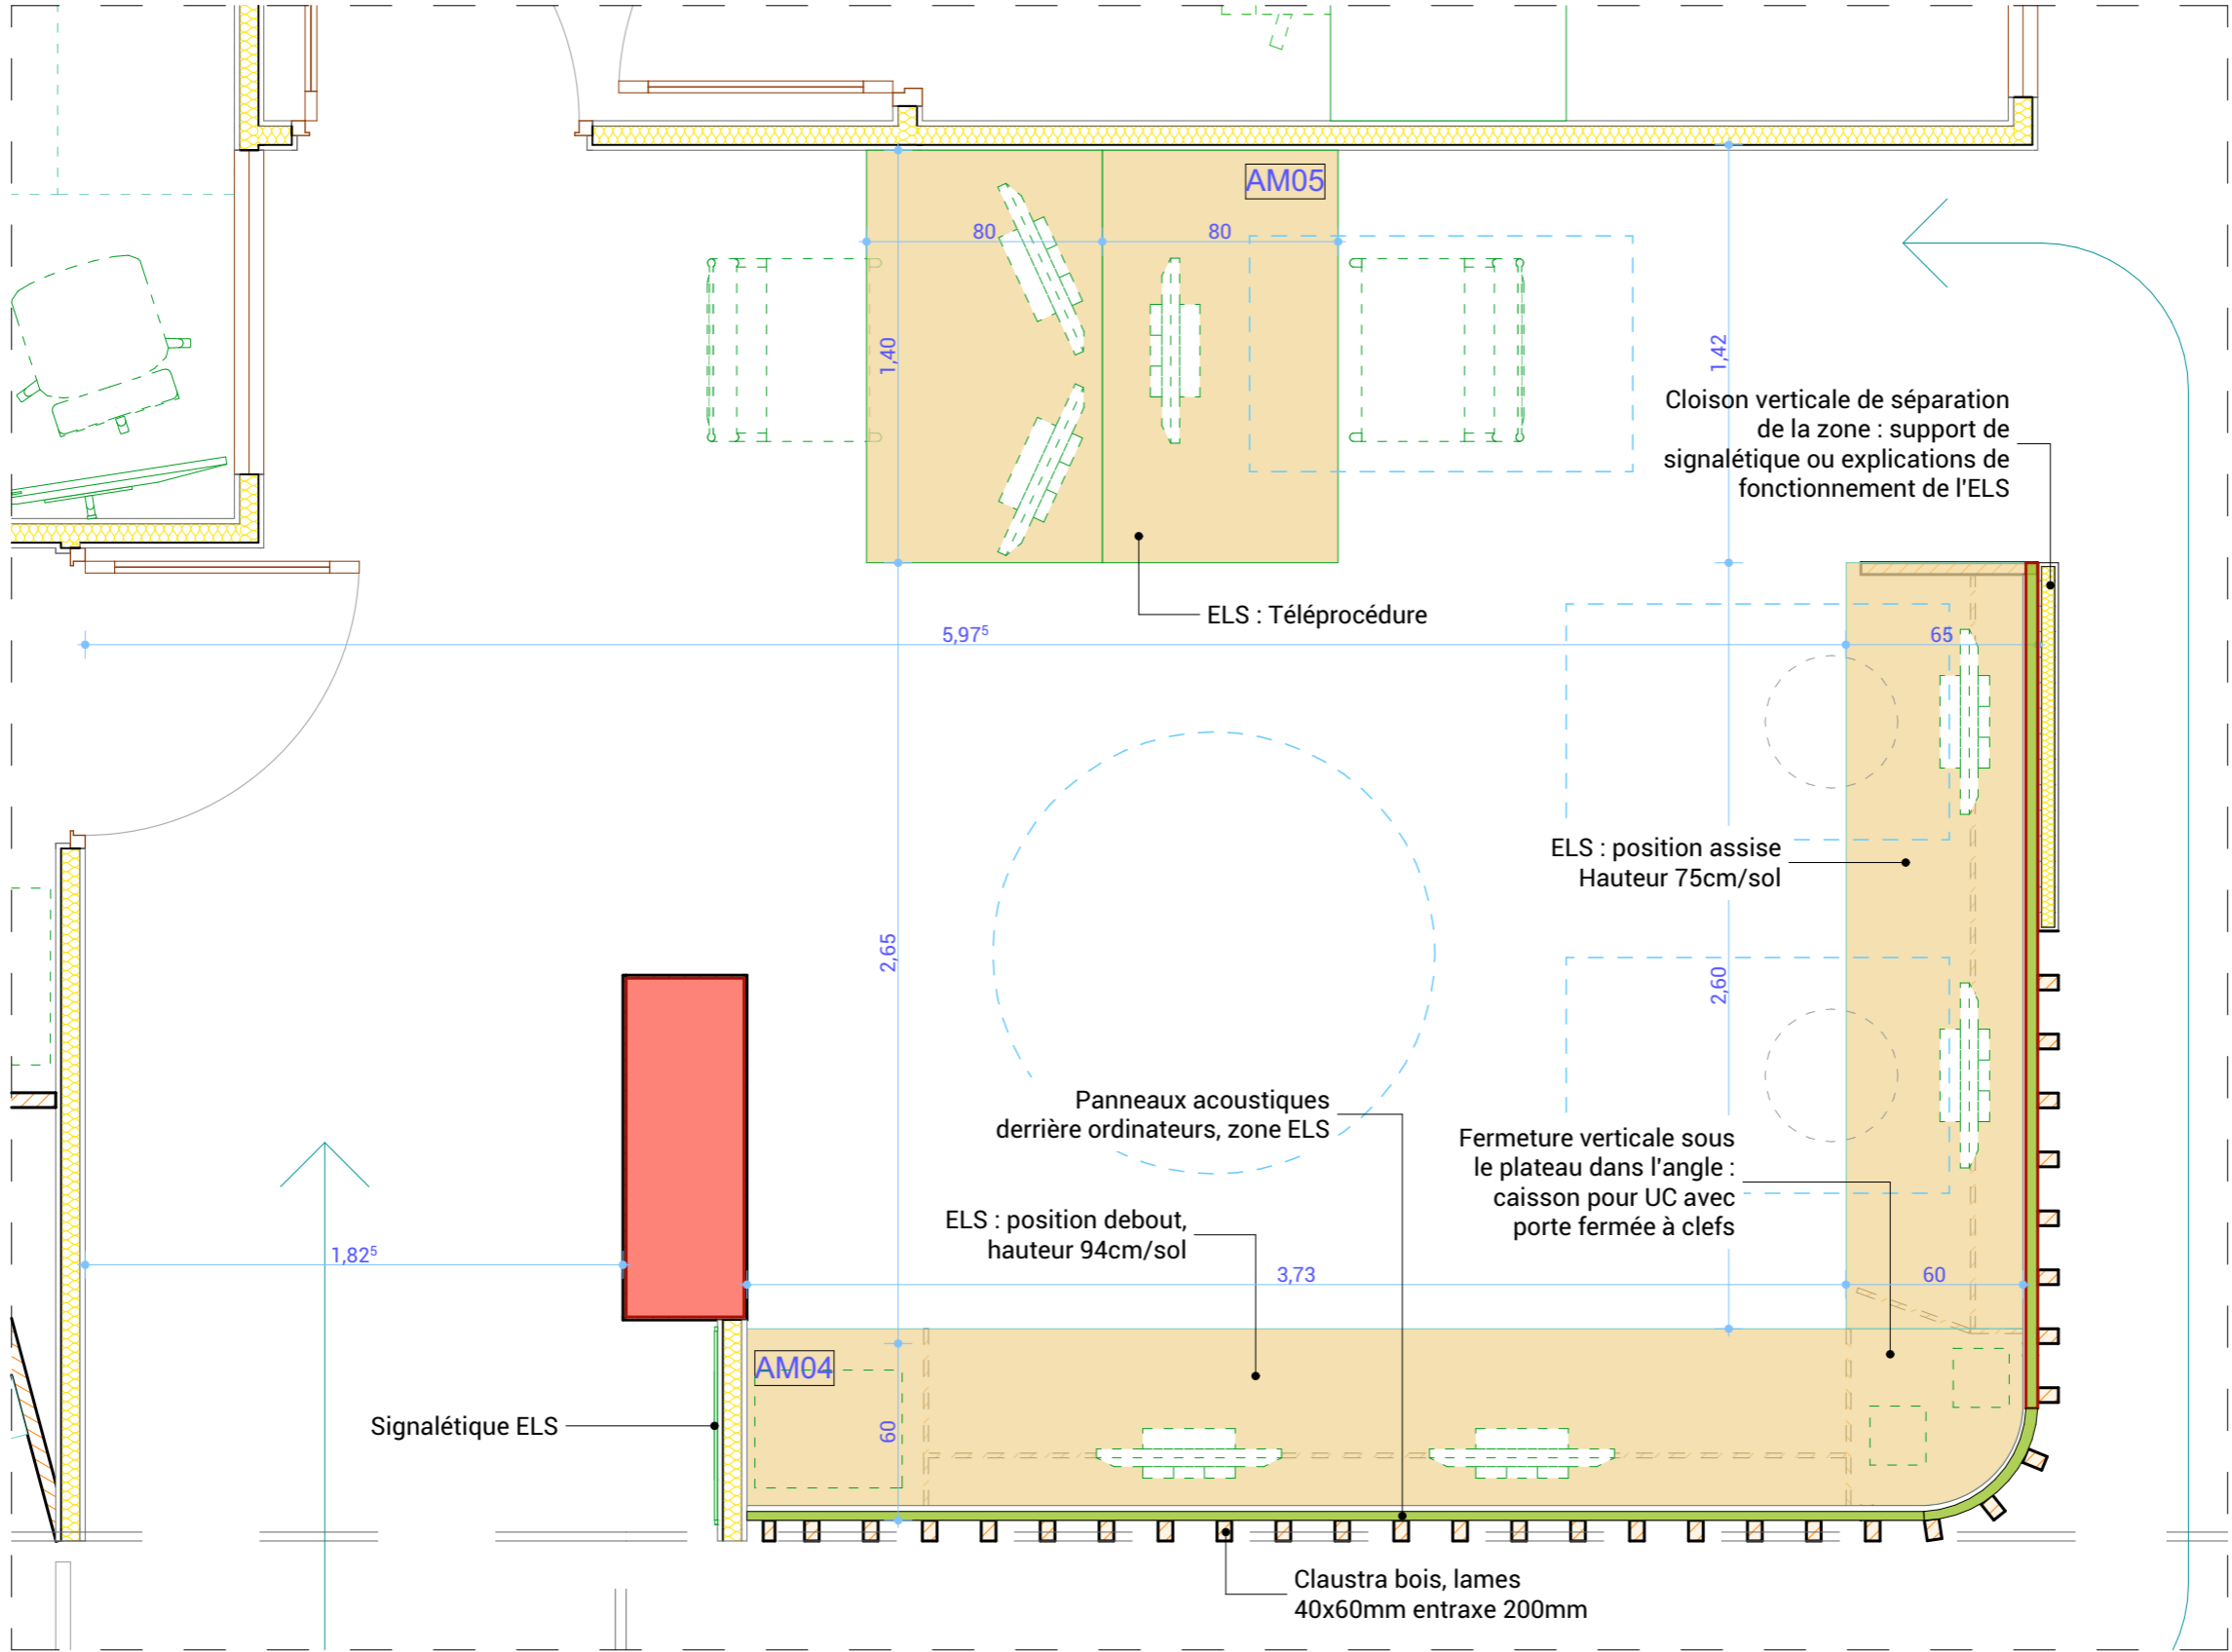 AM05
80
80
1,40
1,42
Cloison verticale de séparation
de la zone : support de
signalétique ou explications de
fonctionnement de l'ELS
ELS : Téléprocédure
5,97⁵
65
ELS : position assise
Hauteur 75cm/sol
2,65
2,60
Panneaux acoustiques
derrière ordinateurs, zone ELS
Fermeture verticale sous
le plateau dans l'angle :
caisson pour UC avec
porte fermée à clefs
ELS : position debout,
hauteur 94cm/sol
1,82⁵
3,73
60
AM04
Signalétique ELS
60
Claustra bois, lames
40x60mm entraxe 200mm